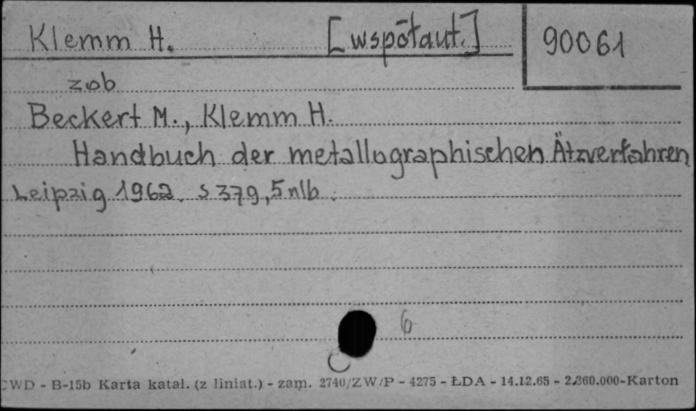 Klemm H. [współaut.] 90061
zob
Beckert M., Klemm H.
Handbuch der metallographischen Ätzverfahren
Leipzig 1962. s 379, 5 nlb.
6
CWD - B-15b Karta katal. (z liniat.) - zam. 2740/ZW/P - 4275 - ŁDA - 14.12.65 - 2.360.000-Karton